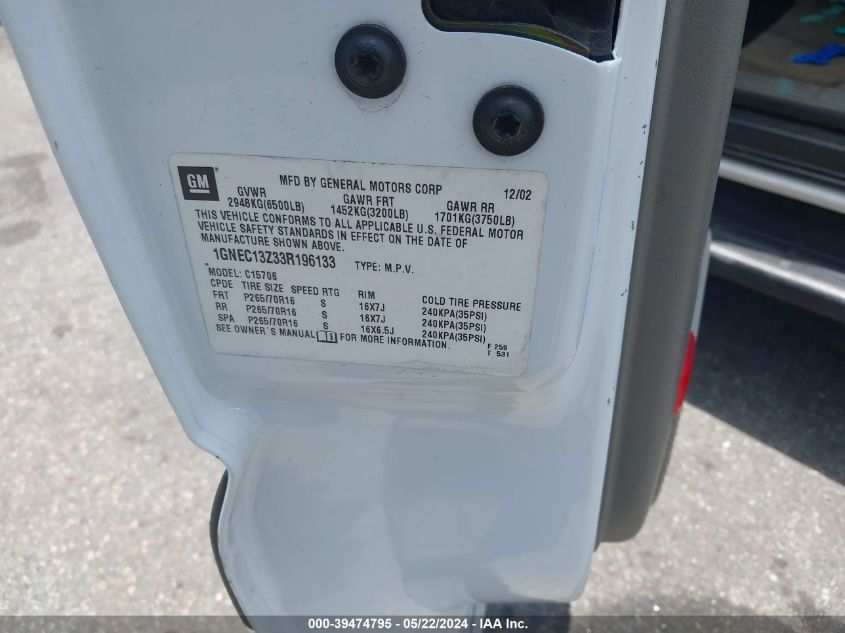 GM
MFD BY GENERAL MOTORS CORP 12/02
GVWR GAWR FRT GAWR RR
2948KG(6500LB) 1452KG(3200LB) 1701KG(3750LB)
THIS VEHICLE CONFORMS TO ALL APPLICABLE U.S. FEDERAL MOTOR
VEHICLE SAFETY STANDARDS IN EFFECT ON THE DATE OF
MANUFACTURE SHOWN ABOVE.
1GNEC13Z33R196133 TYPE: M.P.V.
MODEL: C15706
CPDE TIRE SIZE SPEED RTG RIM COLD TIRE PRESSURE
FRT P265/70R16 S 16X7J 240KPA(35PSI)
RR P265/70R16 S 16X7J 240KPA(35PSI)
SPA P265/70R16 S 16X6.5J 240KPA(35PSI)
SEE OWNER'S MANUAL FOR MORE INFORMATION.
F 259
T 531
000-39474795 - 05/22/2024 - IAA Inc.